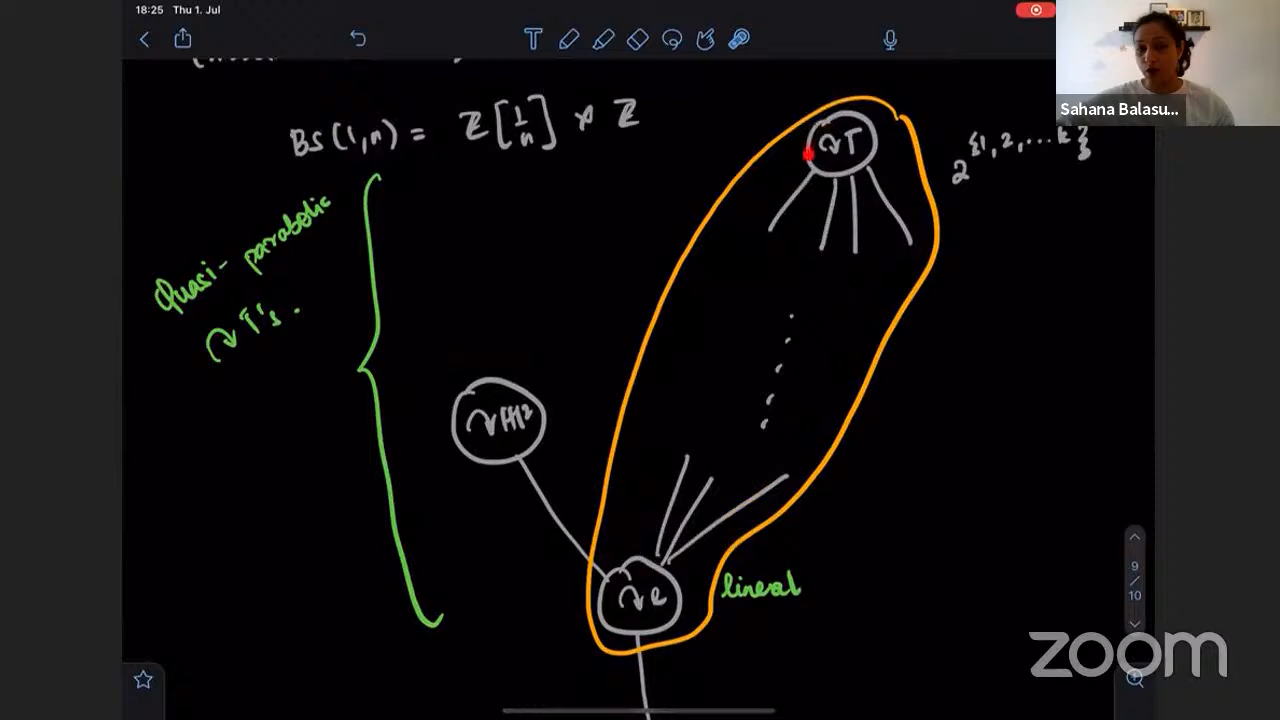 18:25 Thu 1. Jul
Sahana Balasu...
BS(1,n) = ℤ[1/n] ⋊ ℤ
↷T
2^{1,2,...k}
Quasi-parabolic
↷T's.
↷ℍ²
↷R
lineal
9
/
10
zoom